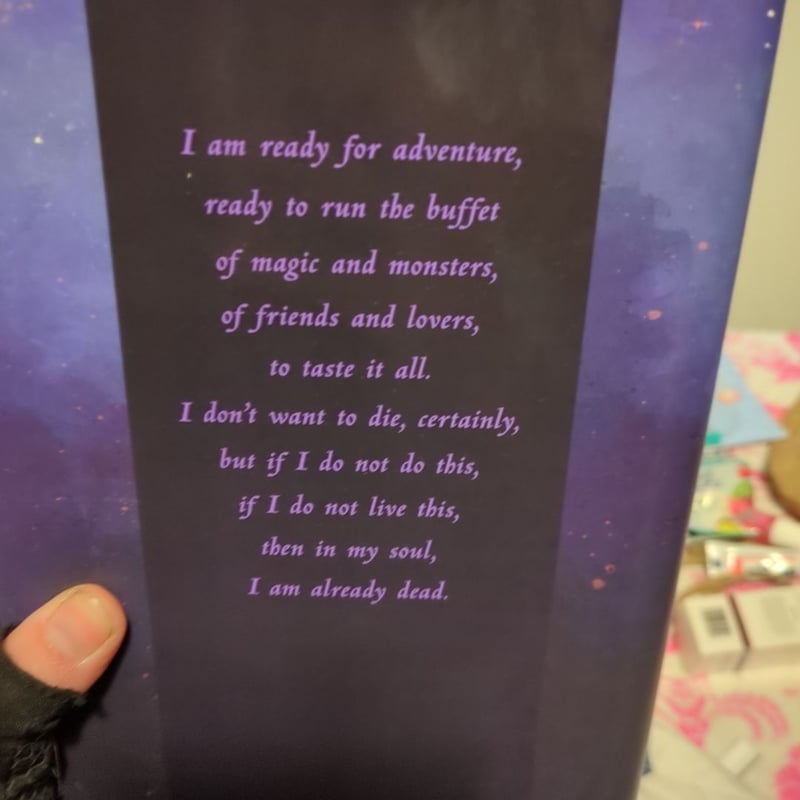 I am ready for adventure,
ready to run the buffet
of magic and monsters,
of friends and lovers,
to taste it all.
I don't want to die, certainly,
but if I do not do this,
if I do not live this,
then in my soul,
I am already dead.